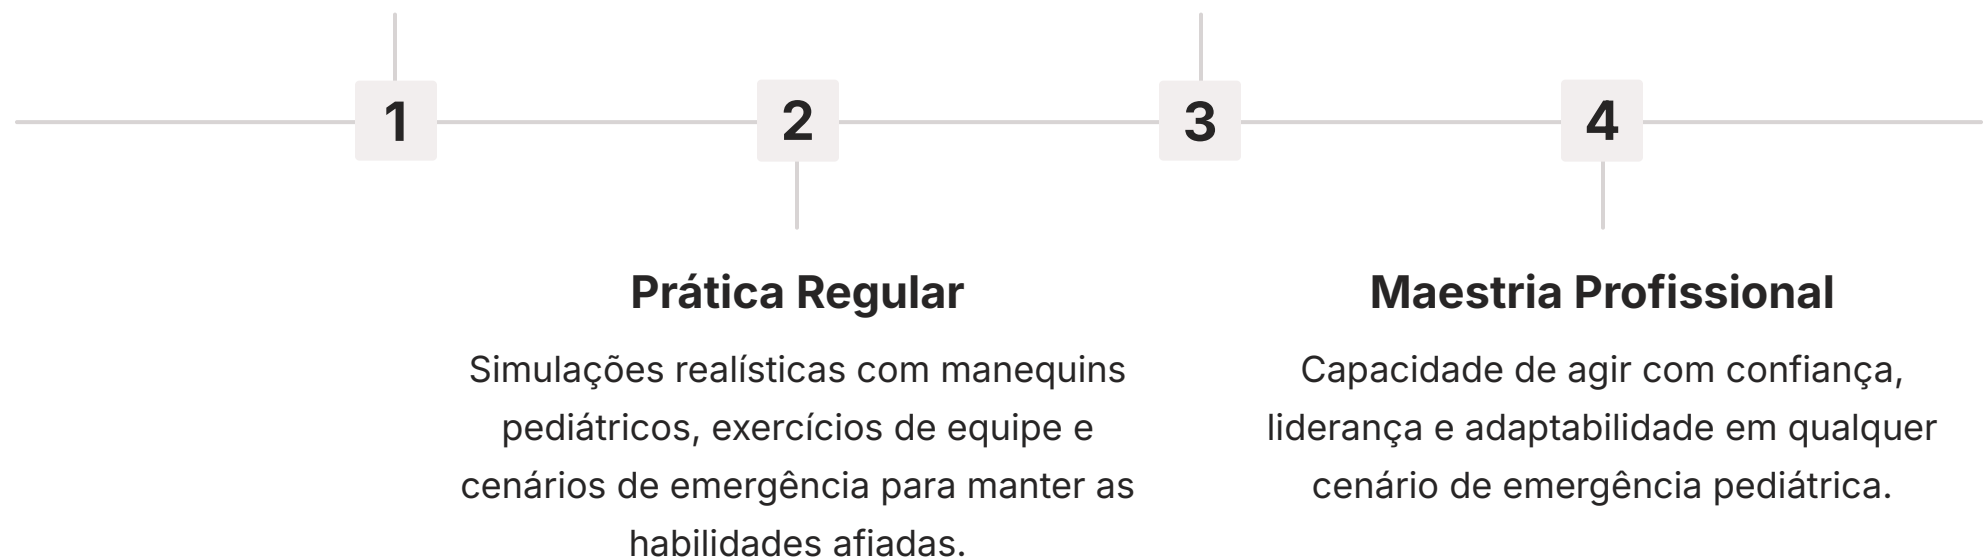 1
2
3
4
Prática Regular
Simulações realísticas com manequins
pediátricos, exercícios de equipe e
cenários de emergência para manter as
habilidades afiadas.
Maestria Profissional
Capacidade de agir com confiança,
liderança e adaptabilidade em qualquer
cenário de emergência pediátrica.